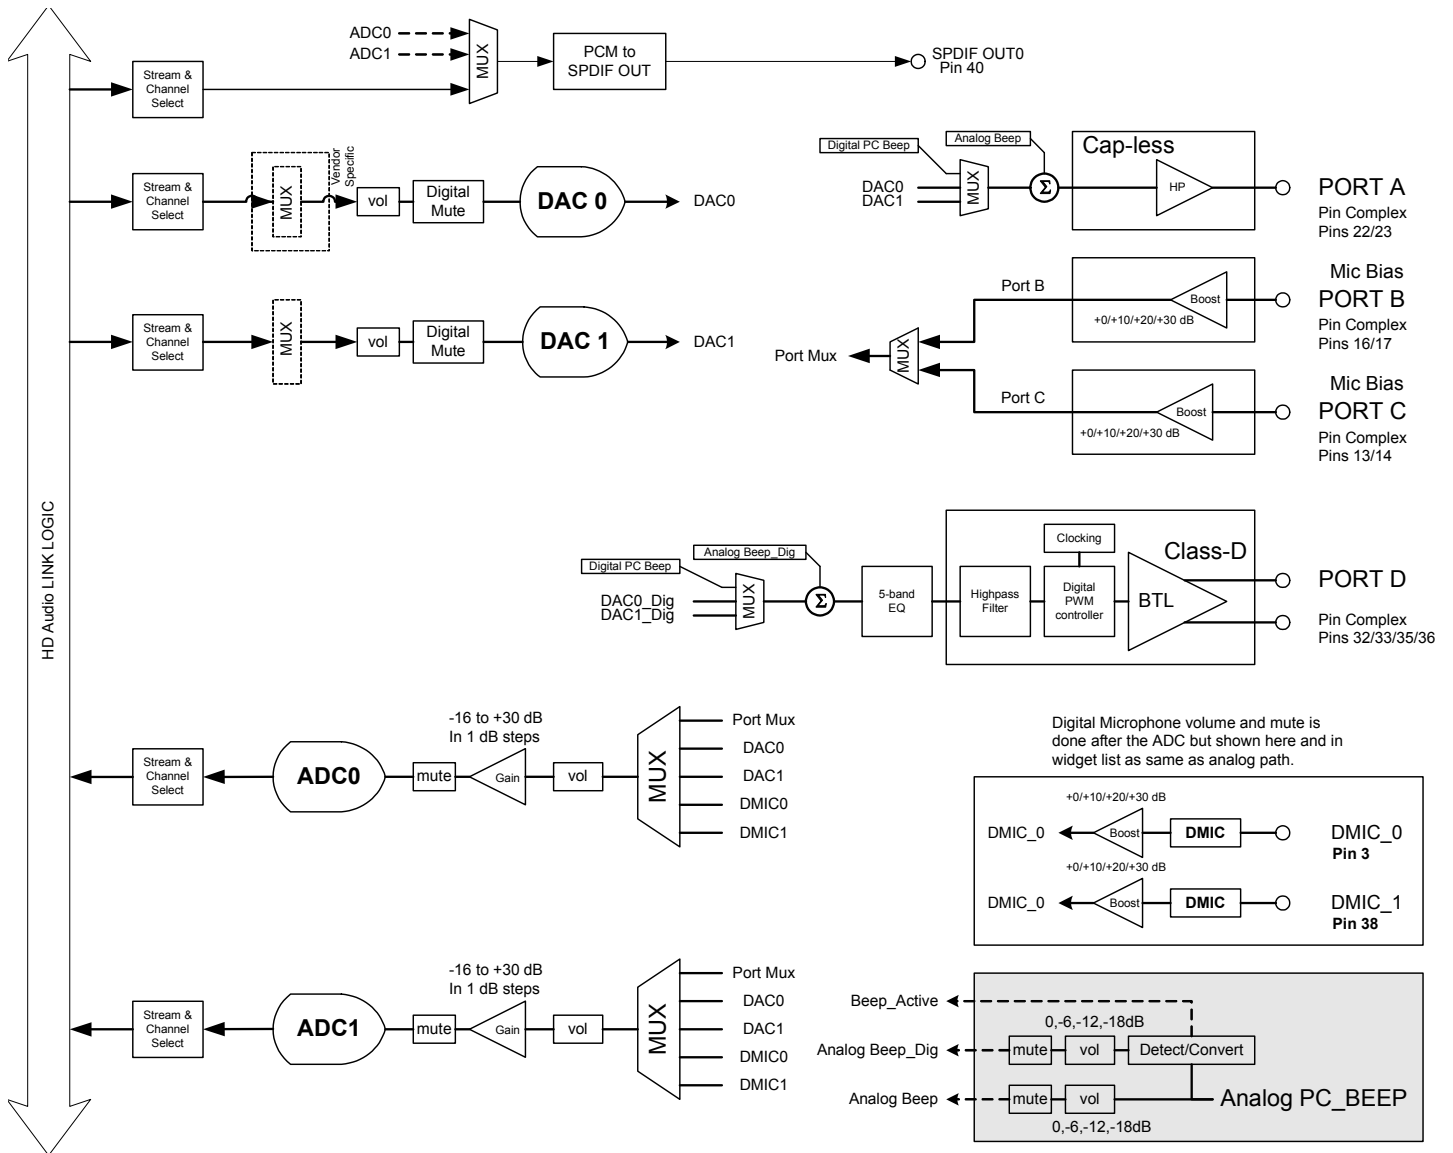 HD Audio LINK LOGIC
ADC0
ADC1
MUX
PCM to
SPDIF OUT
SPDIF OUT0
Pin 40
Stream &
Channel
Select
Stream &
Channel
Select
MUX
Vendor
Specific
vol
Digital
Mute
DAC 0
DAC0
Digital PC Beep
Analog Beep
DAC0
DAC1
MUX
Σ
Cap-less
HP
PORT A
Pin Complex
Pins 22/23
Stream &
Channel
Select
MUX
vol
Digital
Mute
DAC 1
DAC1
Port Mux
MUX
Port B
+0/+10/+20/+30 dB
Boost
Mic Bias
PORT B
Pin Complex
Pins 16/17
Port C
+0/+10/+20/+30 dB
Boost
Mic Bias
PORT C
Pin Complex
Pins 13/14
Digital PC Beep
Analog Beep_Dig
DAC0_Dig
DAC1_Dig
MUX
Σ
5-band
EQ
Highpass
Filter
Clocking
Digital
PWM
controller
Class-D
BTL
PORT D
Pin Complex
Pins 32/33/35/36
Stream &
Channel
Select
ADC0
-16 to +30 dB
In 1 dB steps
mute
Gain
vol
MUX
Port Mux
DAC0
DAC1
DMIC0
DMIC1
Digital Microphone volume and mute is
done after the ADC but shown here and in
widget list as same as analog path.
+0/+10/+20/+30 dB
DMIC_0
Boost
DMIC
DMIC_0
Pin 3
+0/+10/+20/+30 dB
DMIC_0
Boost
DMIC
DMIC_1
Pin 38
Stream &
Channel
Select
ADC1
-16 to +30 dB
In 1 dB steps
mute
Gain
vol
MUX
Port Mux
DAC0
DAC1
DMIC0
DMIC1
Beep_Active
0,-6,-12,-18dB
Analog Beep_Dig
mute
vol
Detect/Convert
Analog Beep
mute
vol
Analog PC_BEEP
0,-6,-12,-18dB